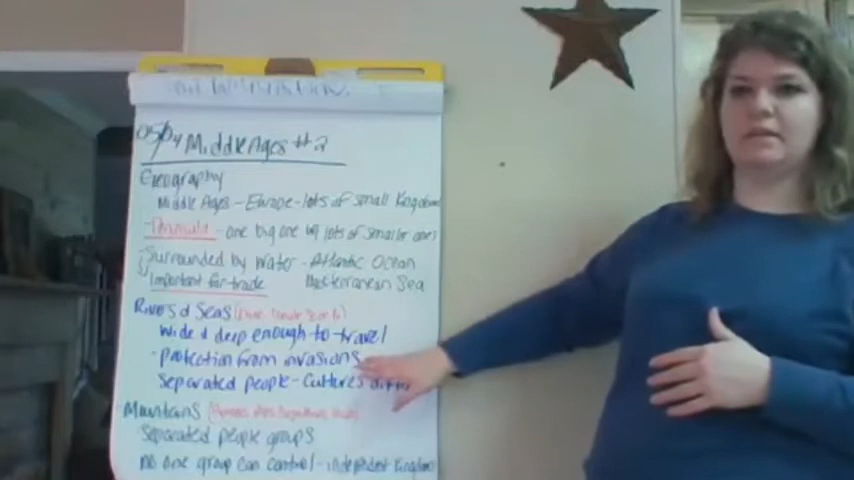 05/04 Middle Ages #2
Geography
Middle Ages - Europe - lots of small Kingdoms
- Peninsula - one big one w/ lots of smaller ones
Surrounded by water - Atlantic Ocean
Important for trade Mediterranean Sea
Rivers & Seas
Wide & deep enough to travel
- protection from invasions
Separated people - Cultures differ
Mountains
Separated people groups
no one group can control - independent Kingdoms